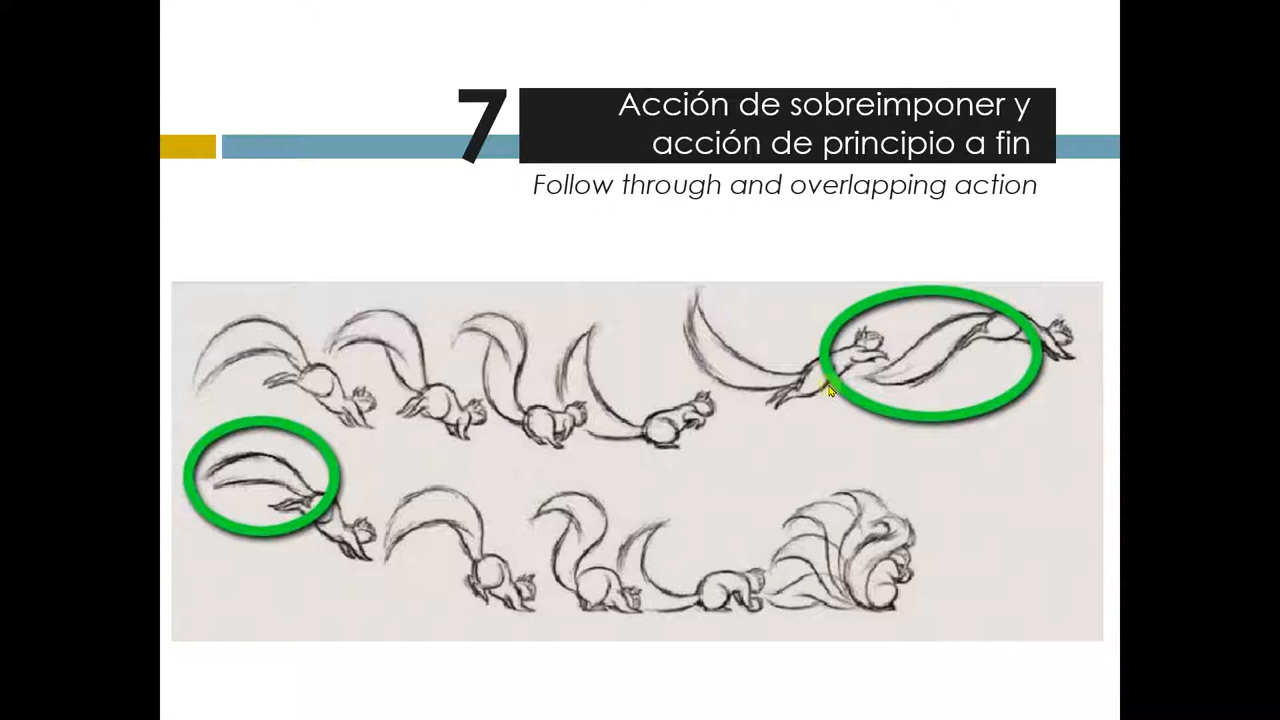 7
Acción de sobreimponer y
acción de principio a fin
Follow through and overlapping action